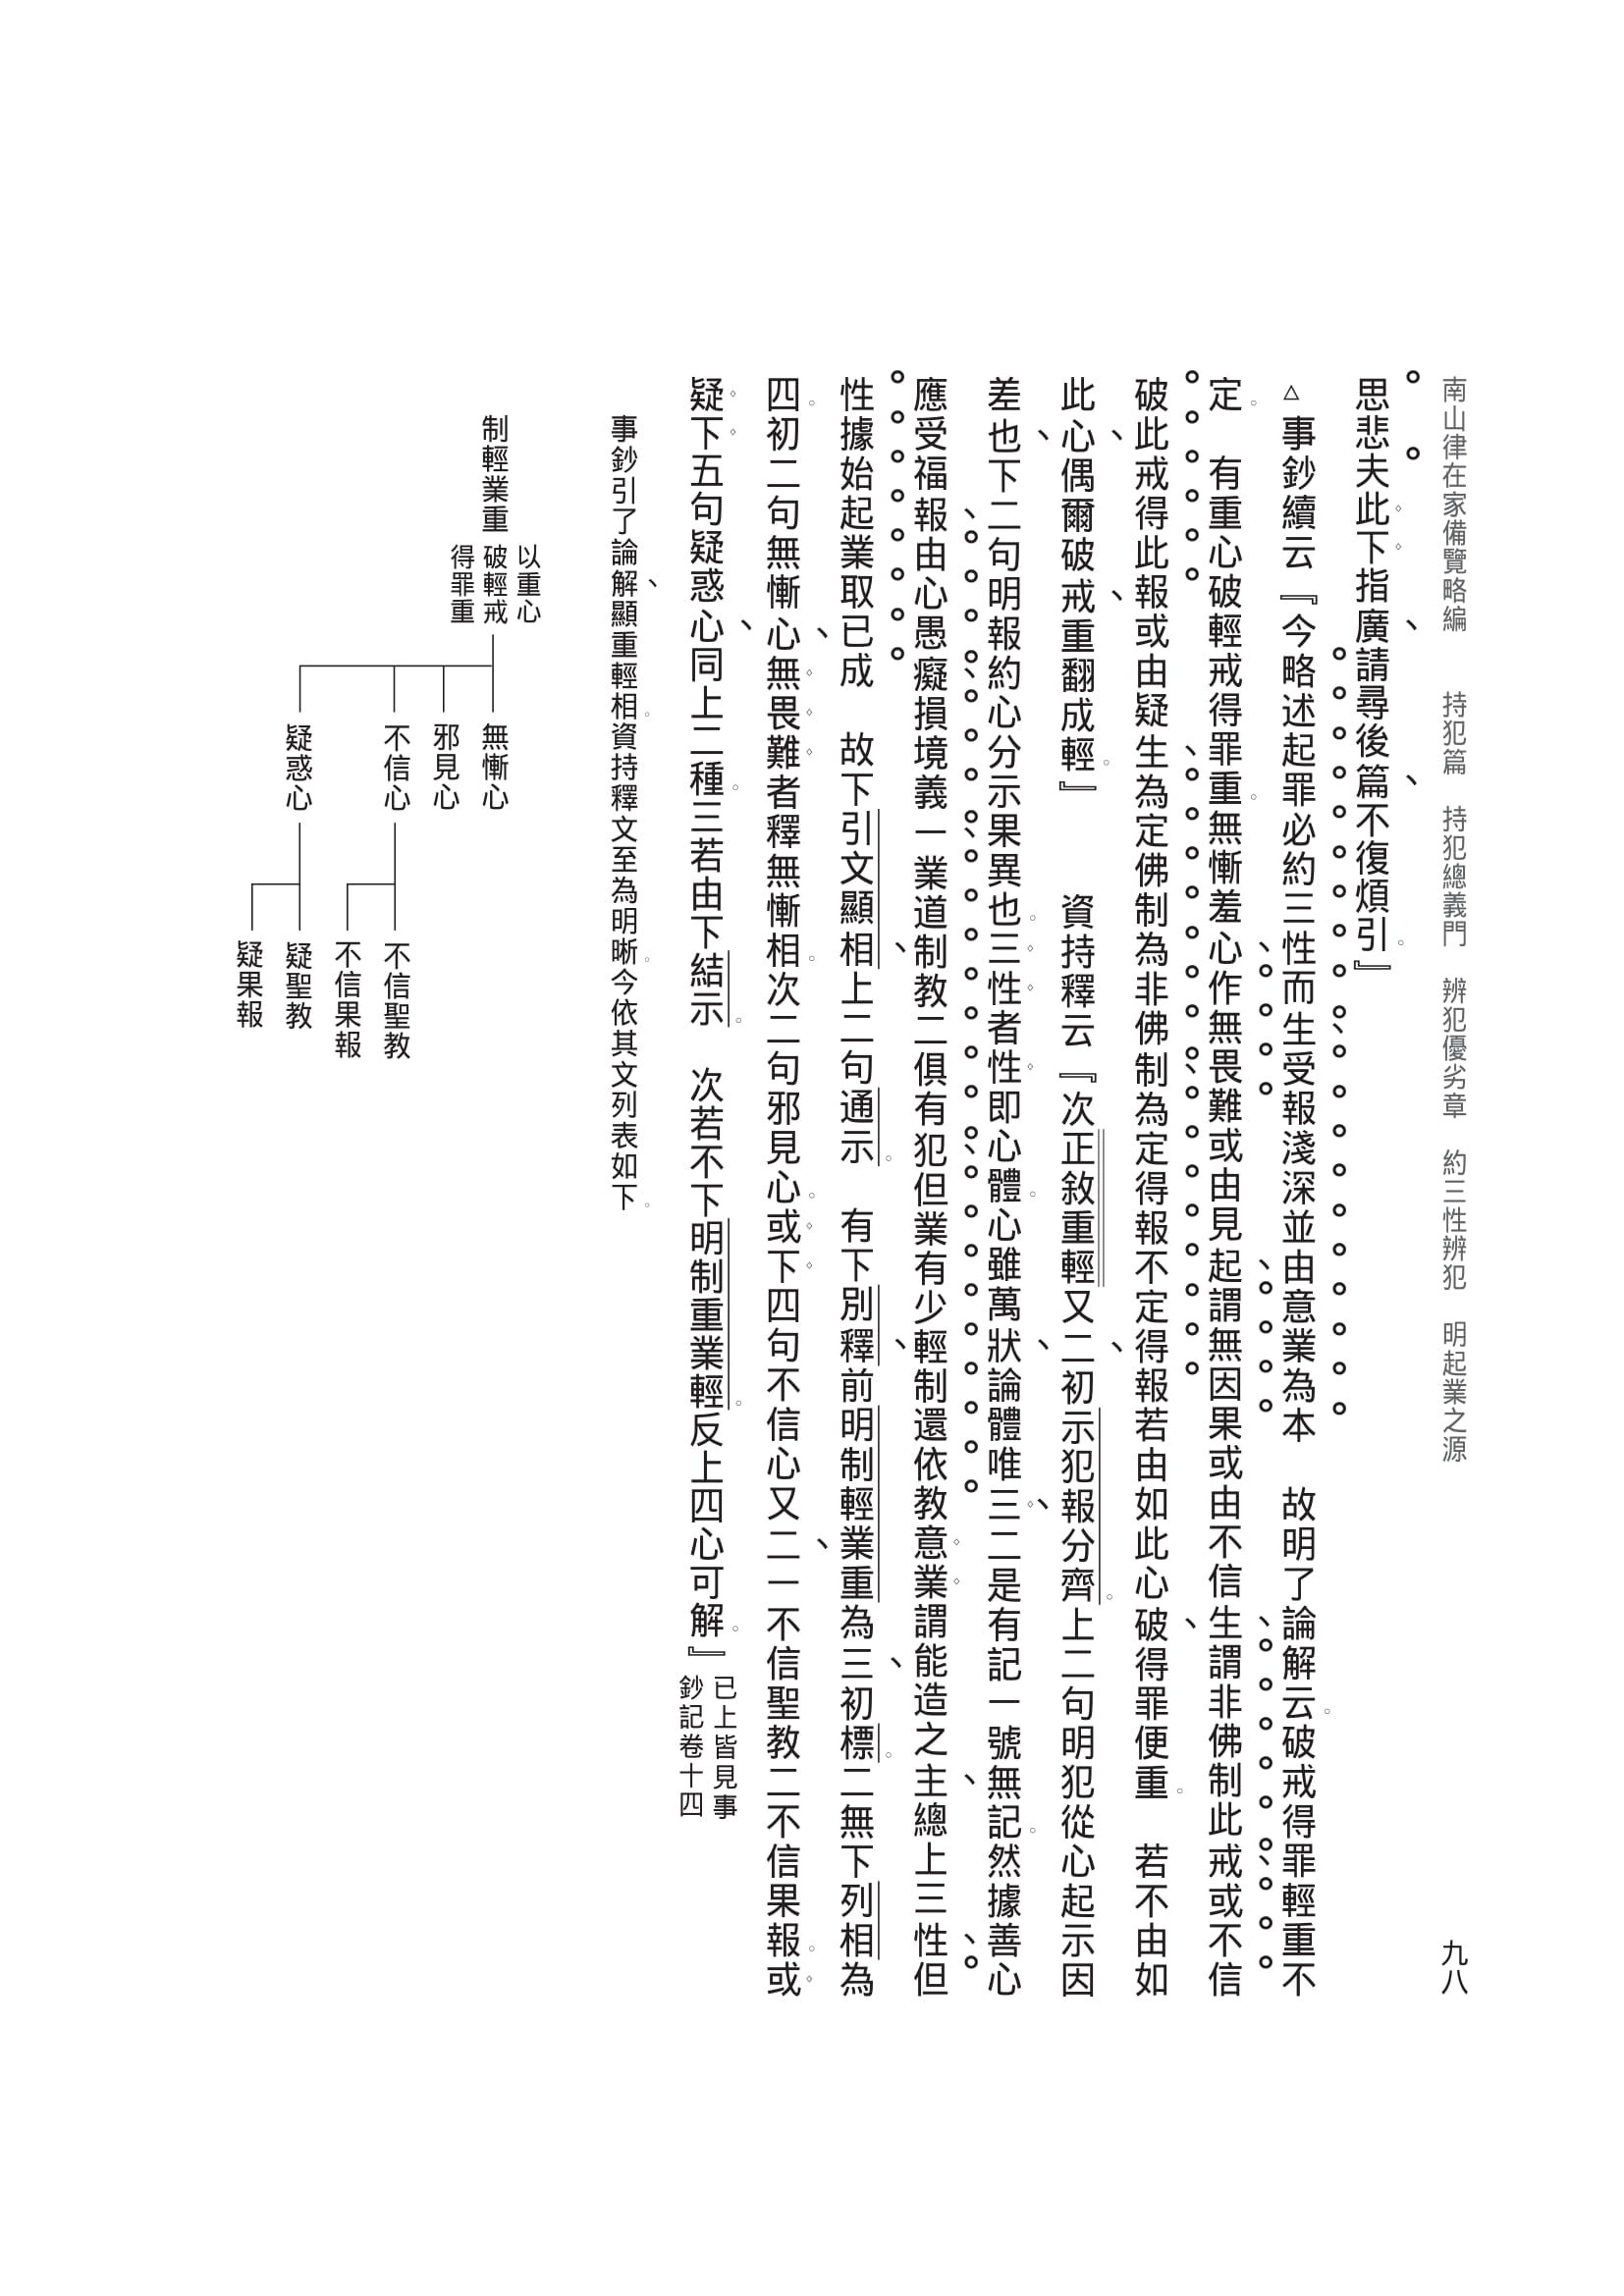 南山律在家備覽略編　持犯篇　持犯總義門　辨犯優劣章　約三性辨犯　明起業之源
九八
思悲夫此下指廣請尋後篇不復煩引。』
△事鈔續云『今略述起罪必約三性而生受報淺深並由意業為本　故明了論解云。破戒得罪輕重不
定。　有重心破輕戒得罪重。無慚羞心作無畏難或由見起謂無因果或由不信生謂非佛制此戒或不信
破此戒得此報或由疑生為定佛制為非佛制為定得報不定得報若由如此心破得罪便重。　若不由如
此心偶爾破戒重翻成輕。』　　資持釋云『次正敘重輕又二初示犯報分齊。上二句明犯從心起示因
差也下二句明報約心分示果異也。三性者性即心體。心雖萬狀論體唯三二是有記一號無記。然據善心
應受福報由心愚癡損境義一業道制教二俱有犯但業有少輕制還依教意業謂能造之主總上三性但
性據始起業取已成　故下引文顯相上二句通示。　有下別釋前明制輕業重為三初標。二無下列相為
四。初二句無慚心無畏難者釋無慚相。次二句邪見心。或下四句不信心又二一不信聖教二不信果報。或
疑下五句疑惑心同上二種。三若由下結示。　次若不下明制重業輕。反上四心可解。』
已上皆見事
鈔記卷十四
事鈔引了論解顯重輕相。資持釋文至為明晰。今依其文列表如下。
制輕業重
以重心
破輕戒
得罪重
無慚心
邪見心
不信心
疑惑心
不信聖教
不信果報
疑聖教
疑果報